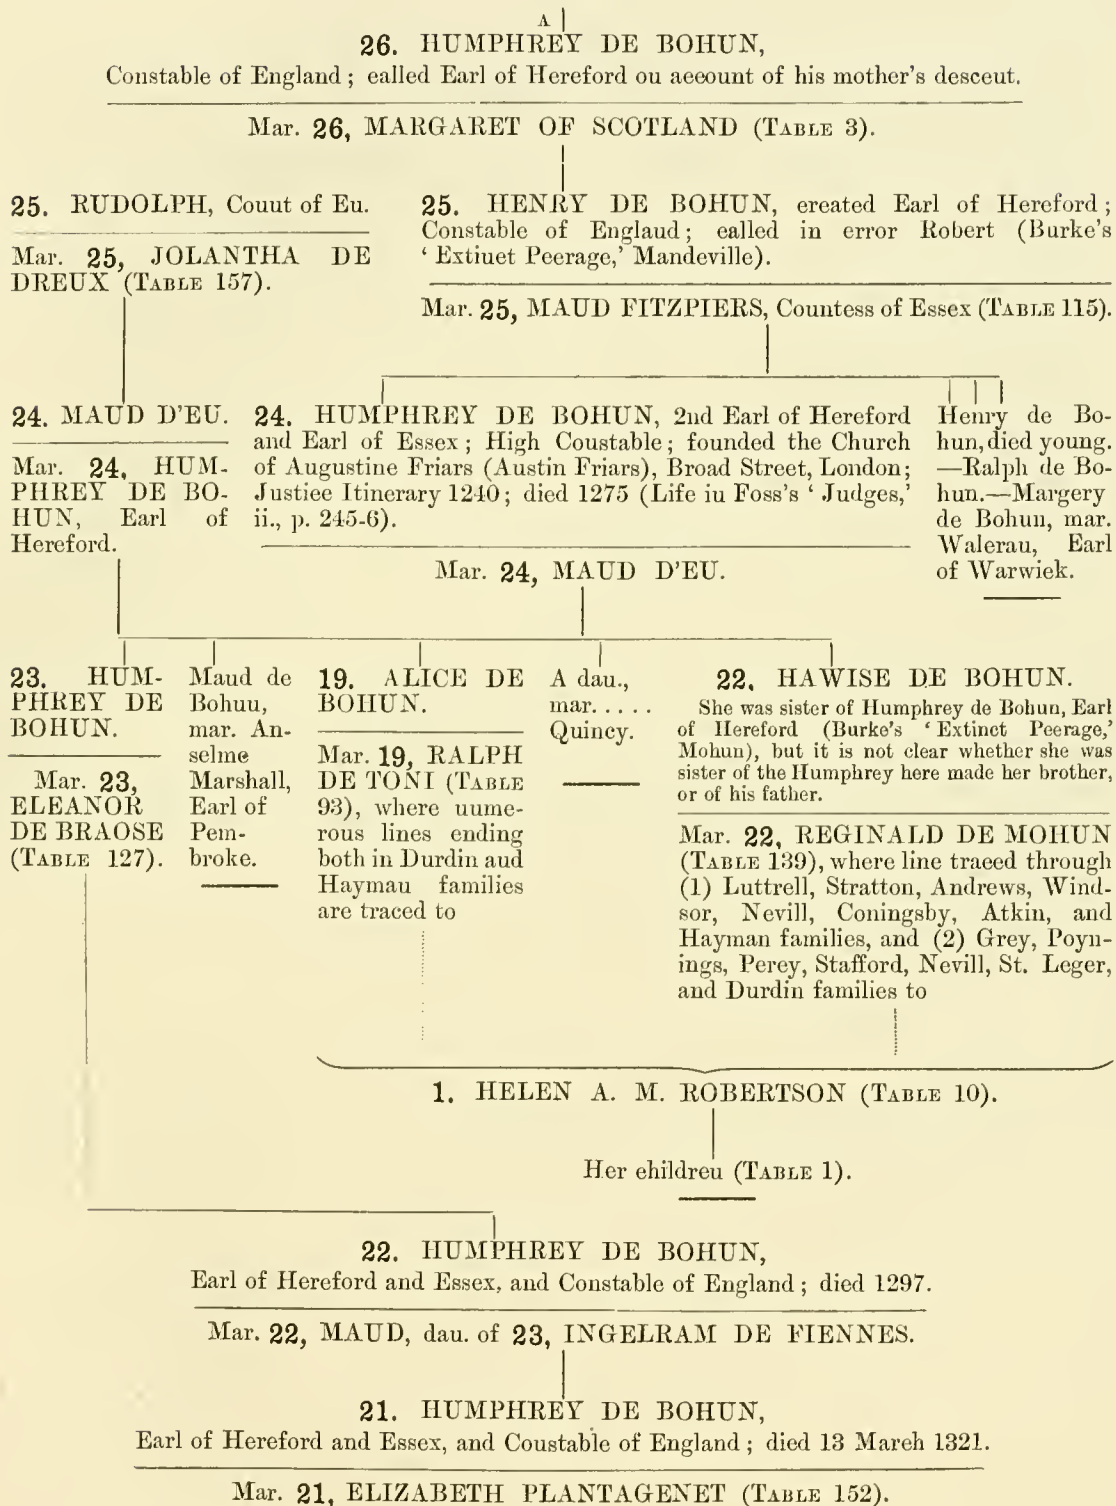 A
26. HUMPHREY DE BOHUN,
Constable of England; ealled Earl of Hereford ou aeeount of his mother's desceut.
Mar. 26, MARGARET OF SCOTLAND (TABLE 3).
25. RUDOLPH, Couut of Eu.
Mar. 25, JOLANTHA DE
DREUX (TABLE 157).
25. HENRY DE BOHUN, ereated Earl of Hereford;
Constable of Englaud; ealled in error Robert (Burke's
'Extiuet Peerage,' Mandeville).
Mar. 25, MAUD FITZPIERS, Countess of Essex (TABLE 115).
24. MAUD D'EU.
Mar. 24, HUM-
PHREY DE BO-
HUN, Earl of
Hereford.
24. HUMPHREY DE BOHUN, 2nd Earl of Hereford
and Earl of Essex; High Coustable; founded the Church
of Augustine Friars (Austin Friars), Broad Street, London;
Justiee Itinerary 1240; died 1275 (Life iu Foss's 'Judges,'
ii., p. 245-6).
Mar. 24, MAUD D'EU.
Henry de Bo-
hun, died young.
—Ralph de Bo-
hun.—Margery
de Bohun, mar.
Walerau, Earl
of Warwiek.
23. HUM-
PHREY DE
BOHUN.
Mar. 23,
ELEANOR
DE BRAOSE
(TABLE 127).
Maud de
Bohuu,
mar. An-
selme
Marshall,
Earl of
Pem-
broke.
19. ALICE DE
BOHUN.
Mar. 19, RALPH
DE TONI (TABLE
93), where uume-
rous lines ending
both in Durdin aud
Haymau families
are traced to
A dau.,
mar. . . . .
Quincy.
22, HAWISE DE BOHUN.
She was sister of Humphrey de Bohun, Earl
of Hereford (Burke's 'Extinct Peerage,'
Mohun), but it is not clear whether she was
sister of the Humphrey here made her brother,
or of his father.
Mar. 22, REGINALD DE MOHUN
(TABLE 139), where line traeed through
(1) Luttrell, Stratton, Andrews, Wind-
sor, Nevill, Coningsby, Atkin, and
Hayman families, and (2) Grey, Poyn-
ings, Perey, Stafford, Nevill, St. Leger,
and Durdin families to
1. HELEN A. M. ROBERTSON (TABLE 10).
Her ehildreu (TABLE 1).
22. HUMPHREY DE BOHUN,
Earl of Hereford and Essex, and Constable of England; died 1297.
Mar. 22, MAUD, dau. of 23, INGELRAM DE FIENNES.
21. HUMPHREY DE BOHUN,
Earl of Hereford and Essex, and Coustable of England; died 13 March 1321.
Mar. 21, ELIZABETH PLANTAGENET (TABLE 152).